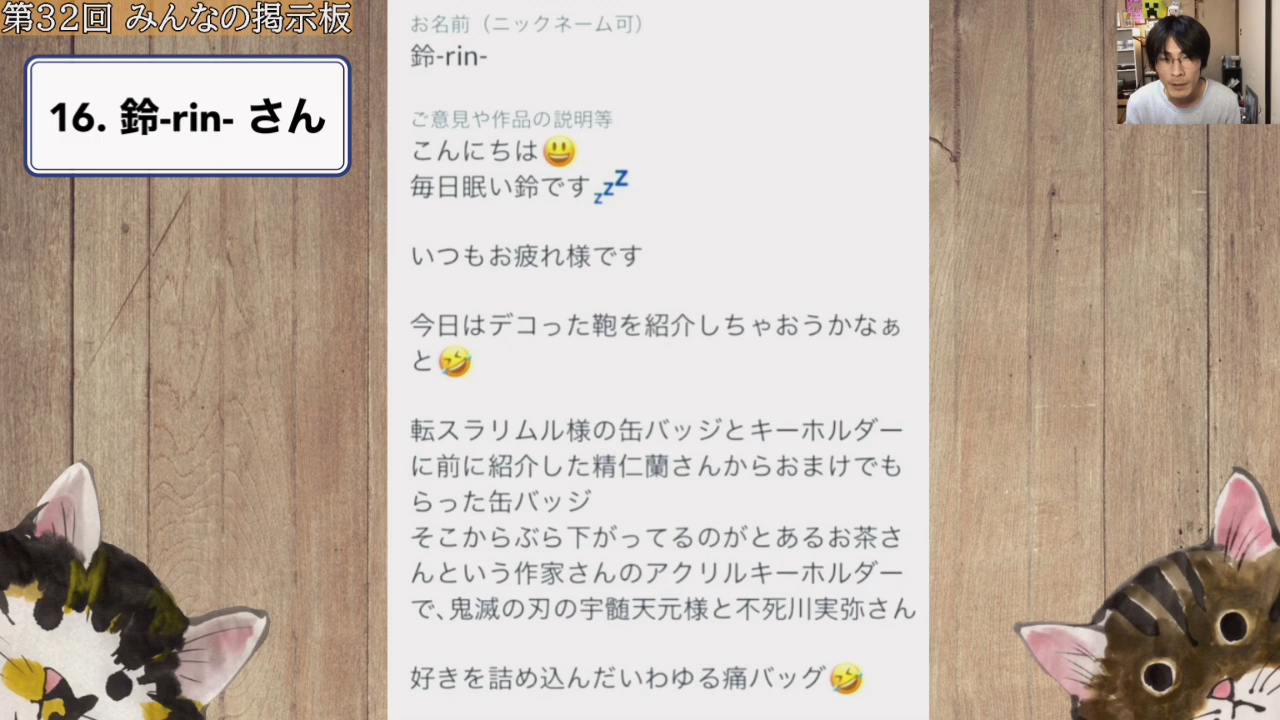 第32回 みんなの掲示板
16. 鈴-rin- さん
お名前（ニックネーム可）
鈴-rin-
ご意見や作品の説明等
こんにちは😃
毎日眠い鈴です💤
いつもお疲れ様です
今日はデコった鞄を紹介しちゃおうかなぁ
と🤣
転スラリムル様の缶バッジとキーホルダー
に前に紹介した精仁蘭さんからおまけでも
らった缶バッジ
そこからぶら下がってるのがとあるお茶さ
んという作家さんのアクリルキーホルダー
で、鬼滅の刃の宇髄天元様と不死川実弥さん
好きを詰め込んだいわゆる痛バッグ🤣